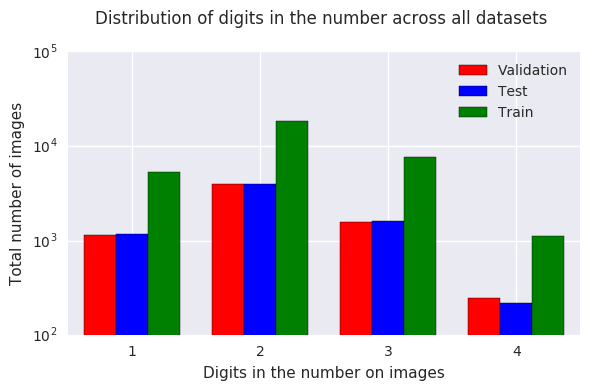 Distribution of digits in the number across all datasets
10^5
10^4
10^3
10^2
Total number of images
Validation
Test
Train
1 2 3 4
Digits in the number on images